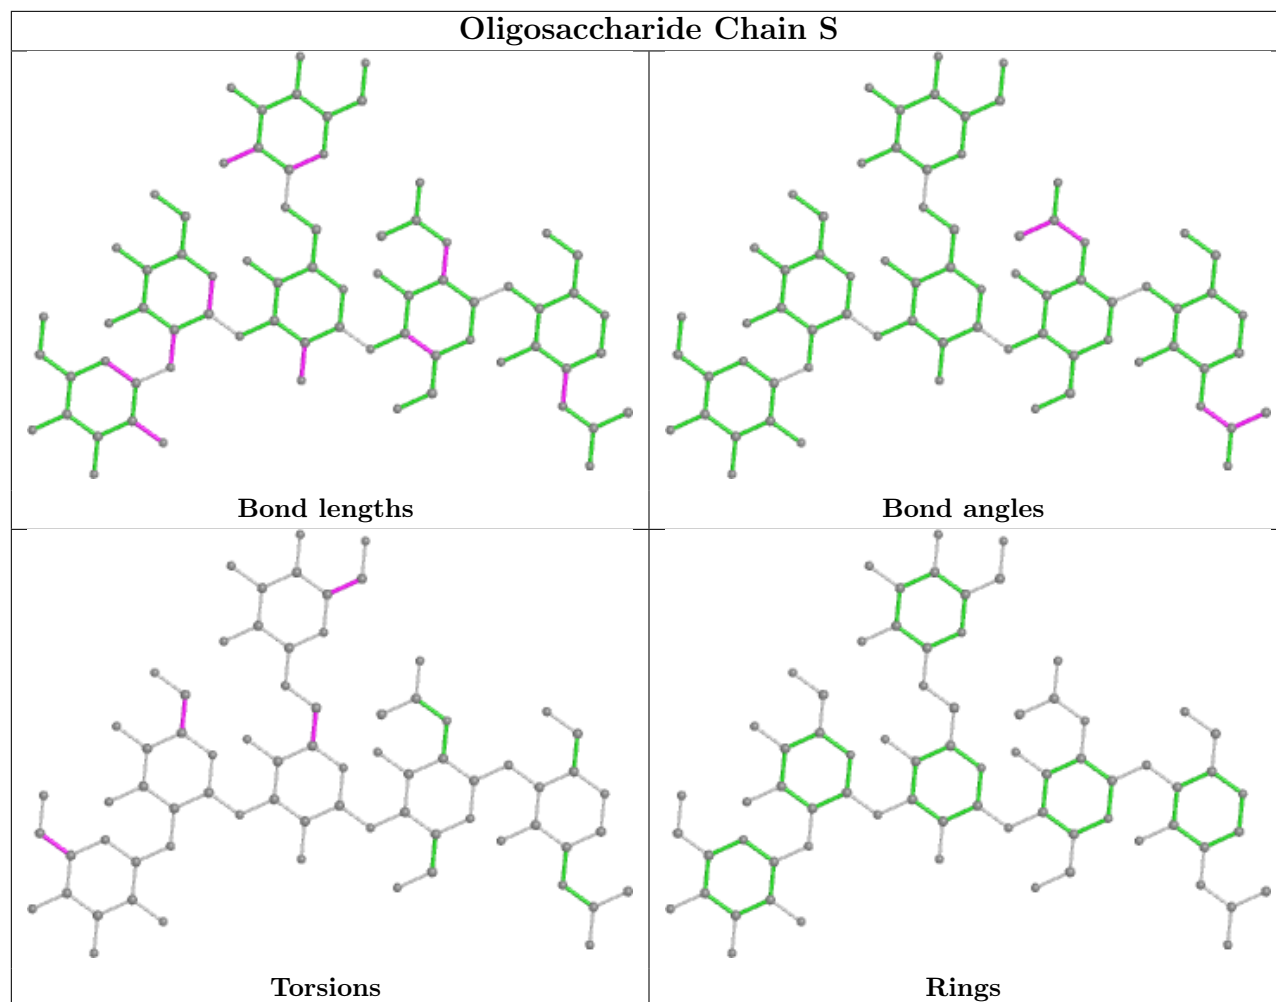 Oligosaccharide Chain S
Bond lengths
Bond angles
Torsions
Rings